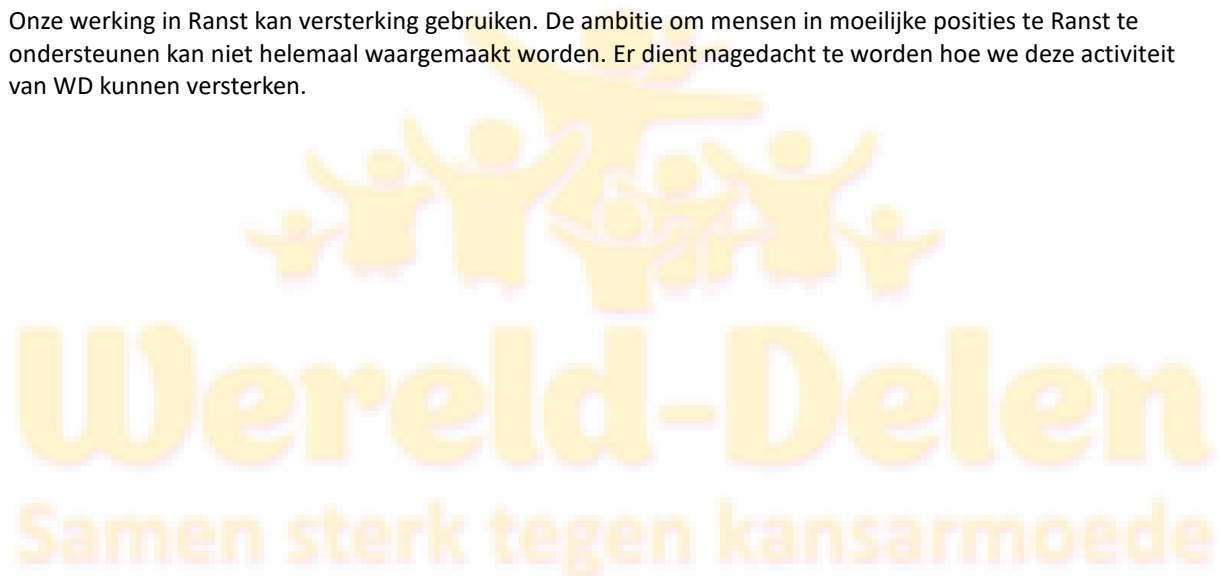 Onze werking in Ranst kan versterking gebruiken. De ambitie om mensen in moeilijke posities te Ranst te
ondersteunen kan niet helemaal waargemaakt worden. Er dient nagedacht te worden hoe we deze activiteit
van WD kunnen versterken.
Wereld-Delen
Samen sterk tegen kansarmoede